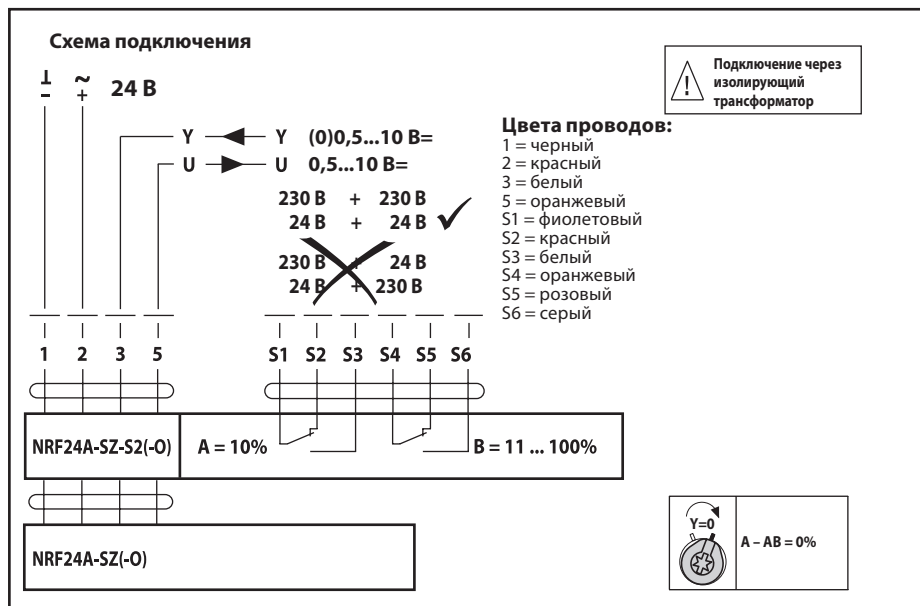 Схема подключения
⊥ ~
- + 24 В
Подключение через
изолирующий
трансформатор
Y Y (0)0,5...10 В=
U U 0,5...10 В=
230 В + 230 В
24 В + 24 В
230 В + 24 В
24 В + 230 В
Цвета проводов:
1 = черный
2 = красный
3 = белый
5 = оранжевый
S1 = фиолетовый
S2 = красный
S3 = белый
S4 = оранжевый
S5 = розовый
S6 = серый
1 2 3 5 S1 S2 S3 S4 S5 S6
NRF24A-SZ-S2(-O) A = 10% B = 11 ... 100%
NRF24A-SZ(-O)
Y=0
A – AB = 0%